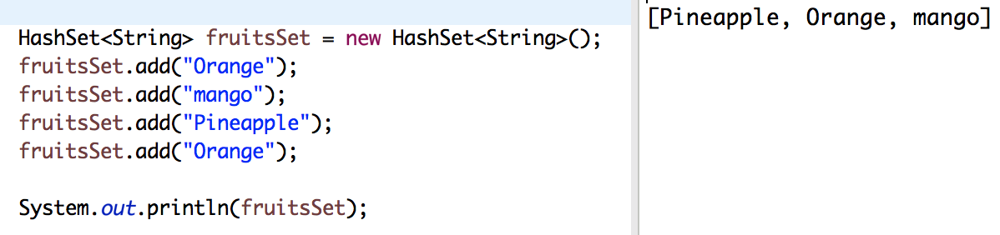 HashSet<String> fruitsSet = new HashSet<String>();
fruitsSet.add("Orange");
fruitsSet.add("mango");
fruitsSet.add("Pineapple");
fruitsSet.add("Orange");
System.out.println(fruitsSet);
[Pineapple, Orange, mango]